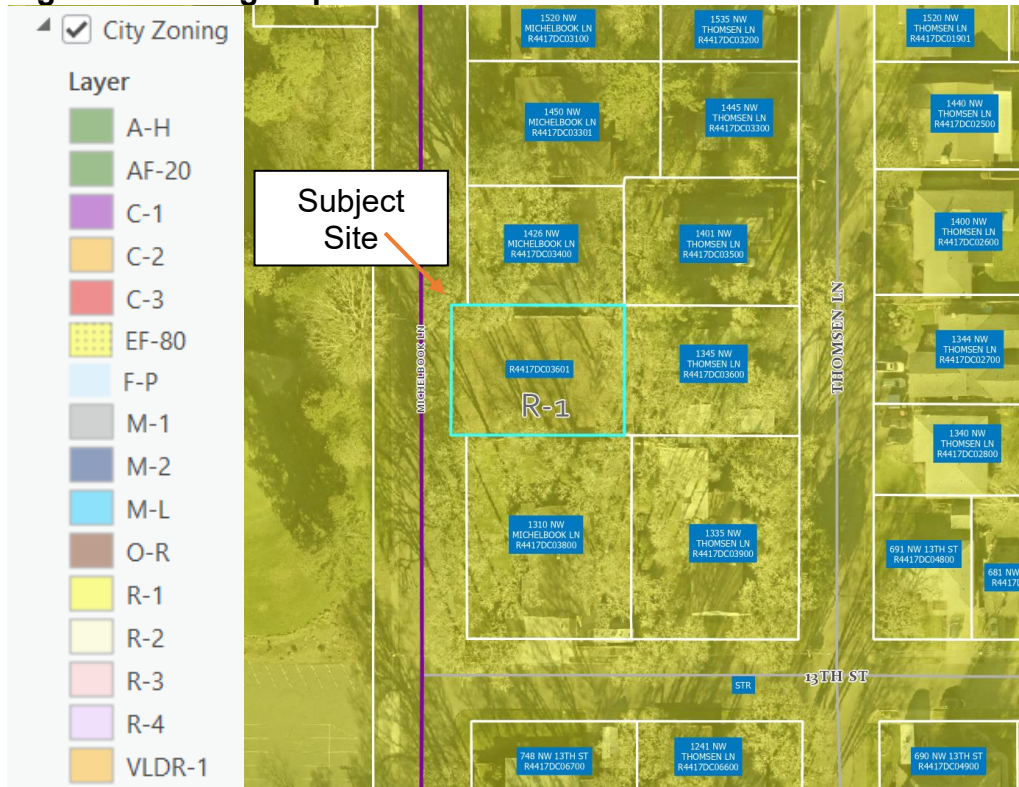 City Zoning
Layer
A-H
AF-20
C-1
C-2
C-3
EF-80
F-P
M-1
M-2
M-L
O-R
R-1
R-2
R-3
R-4
VLDR-1
1520 NW
MICHELBOOK LN
R4417DC03100
1535 NW
THOMSEN LN
R4417DC03200
1520 NW
THOMSEN LN
R4417DC01901
1450 NW
MICHELBOOK LN
R4417DC03301
1445 NW
THOMSEN LN
R4417DC03300
1440 NW
THOMSEN LN
R4417DC02500
Subject
Site
1426 NW
MICHELBOOK LN
R4417DC03400
1401 NW
THOMSEN LN
R4417DC03500
1400 NW
THOMSEN LN
R4417DC02600
MICHELBOOK LN
R4417DC03601
R-1
1345 NW
THOMSEN LN
R4417DC03600
THOMSEN LN
1344 NW
THOMSEN LN
R4417DC02700
1340 NW
THOMSEN LN
R4417DC02800
1310 NW
MICHELBOOK LN
R4417DC03800
1335 NW
THOMSEN LN
R4417DC03900
691 NW 13TH ST
R4417DC04800
681 NW
STR
13TH ST
748 NW 13TH ST
R4417DC06700
1241 NW
THOMSEN LN
R4417DC06600
690 NW 13TH ST
R4417DC04900